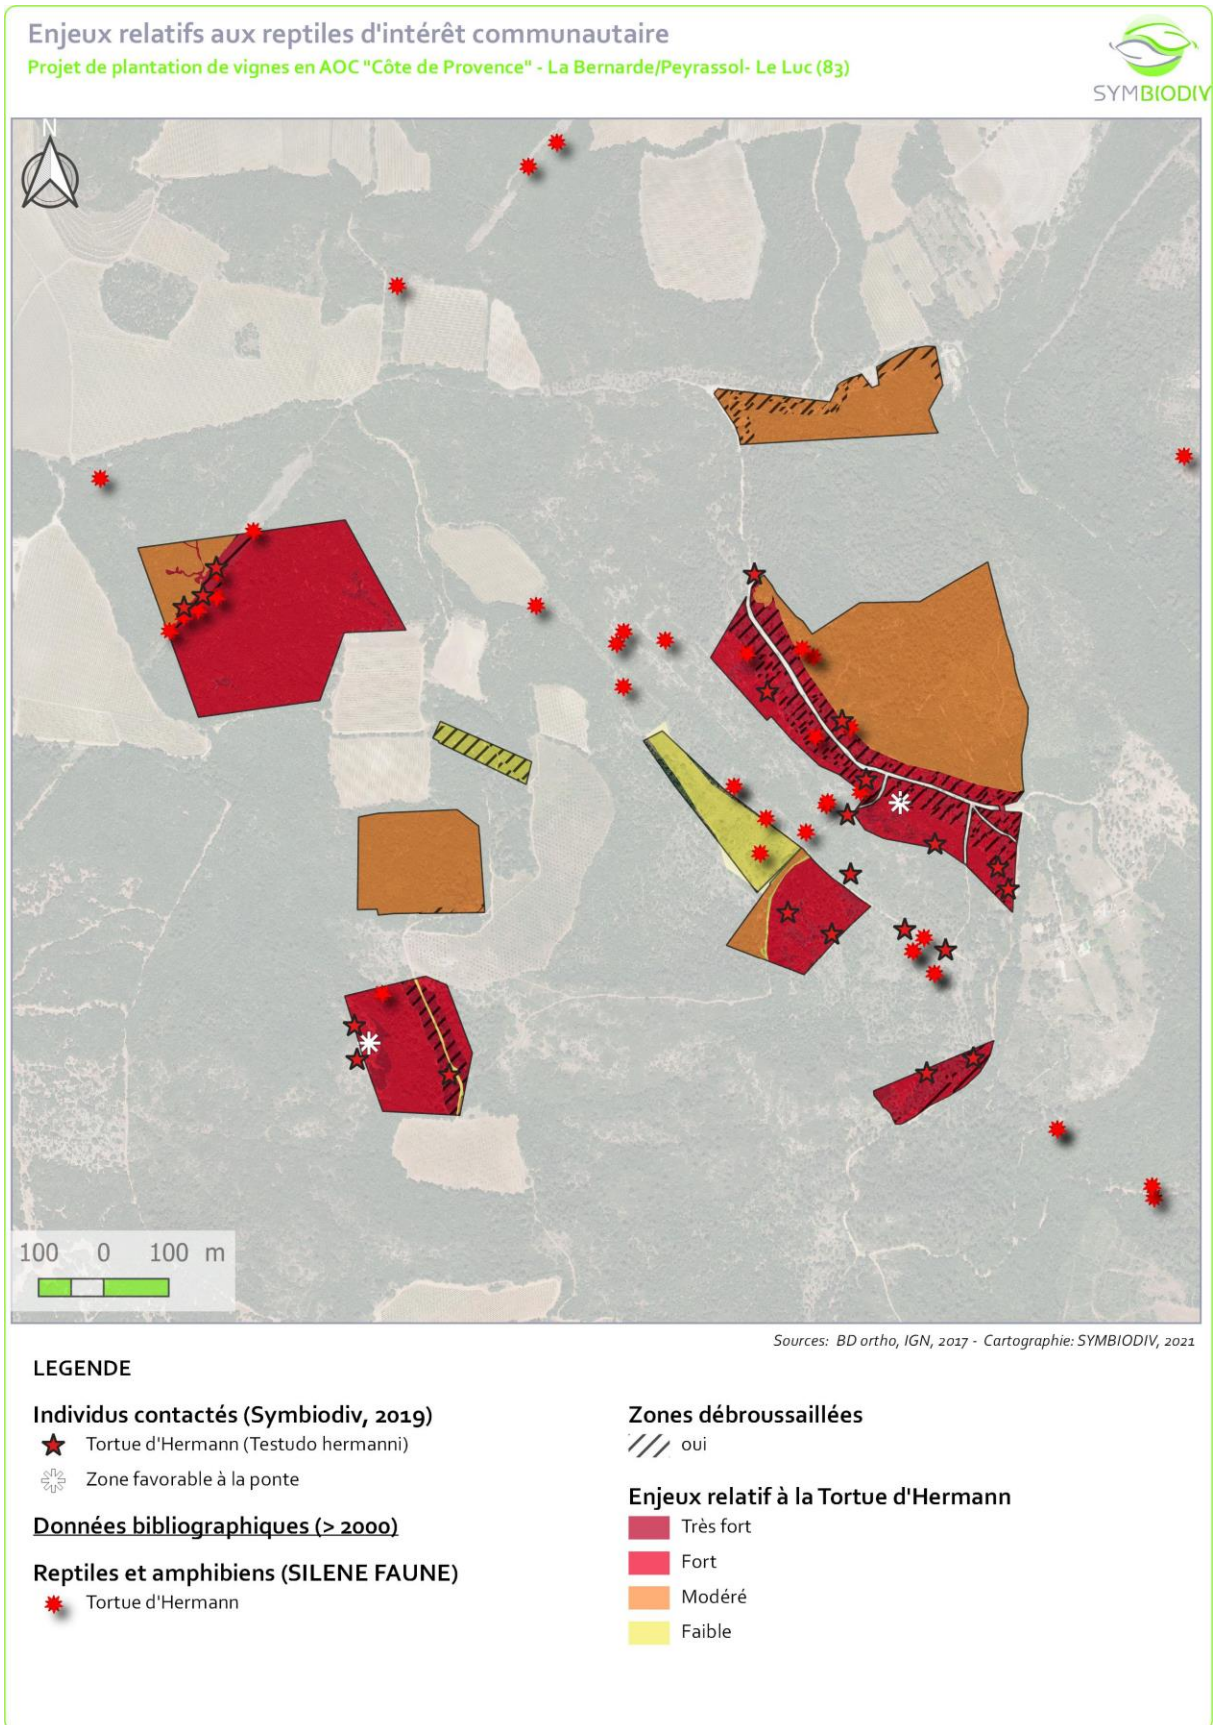 Enjeux relatifs aux reptiles d'intérêt communautaire
Projet de plantation de vignes en AOC "Côte de Provence" - La Bernarde/Peyrassol- Le Luc (83)
SYMBIODIV
N
100 0 100 m
Sources: BD ortho, IGN, 2017 - Cartographie: SYMBIODIV, 2021
LEGENDE
Individus contactés (Symbiodiv, 2019)
Tortue d'Hermann (Testudo hermanni)
Zone favorable à la ponte
Données bibliographiques (> 2000)
Reptiles et amphibiens (SILENE FAUNE)
Tortue d'Hermann
Zones débroussaillées
oui
Enjeux relatif à la Tortue d'Hermann
Très fort
Fort
Modéré
Faible